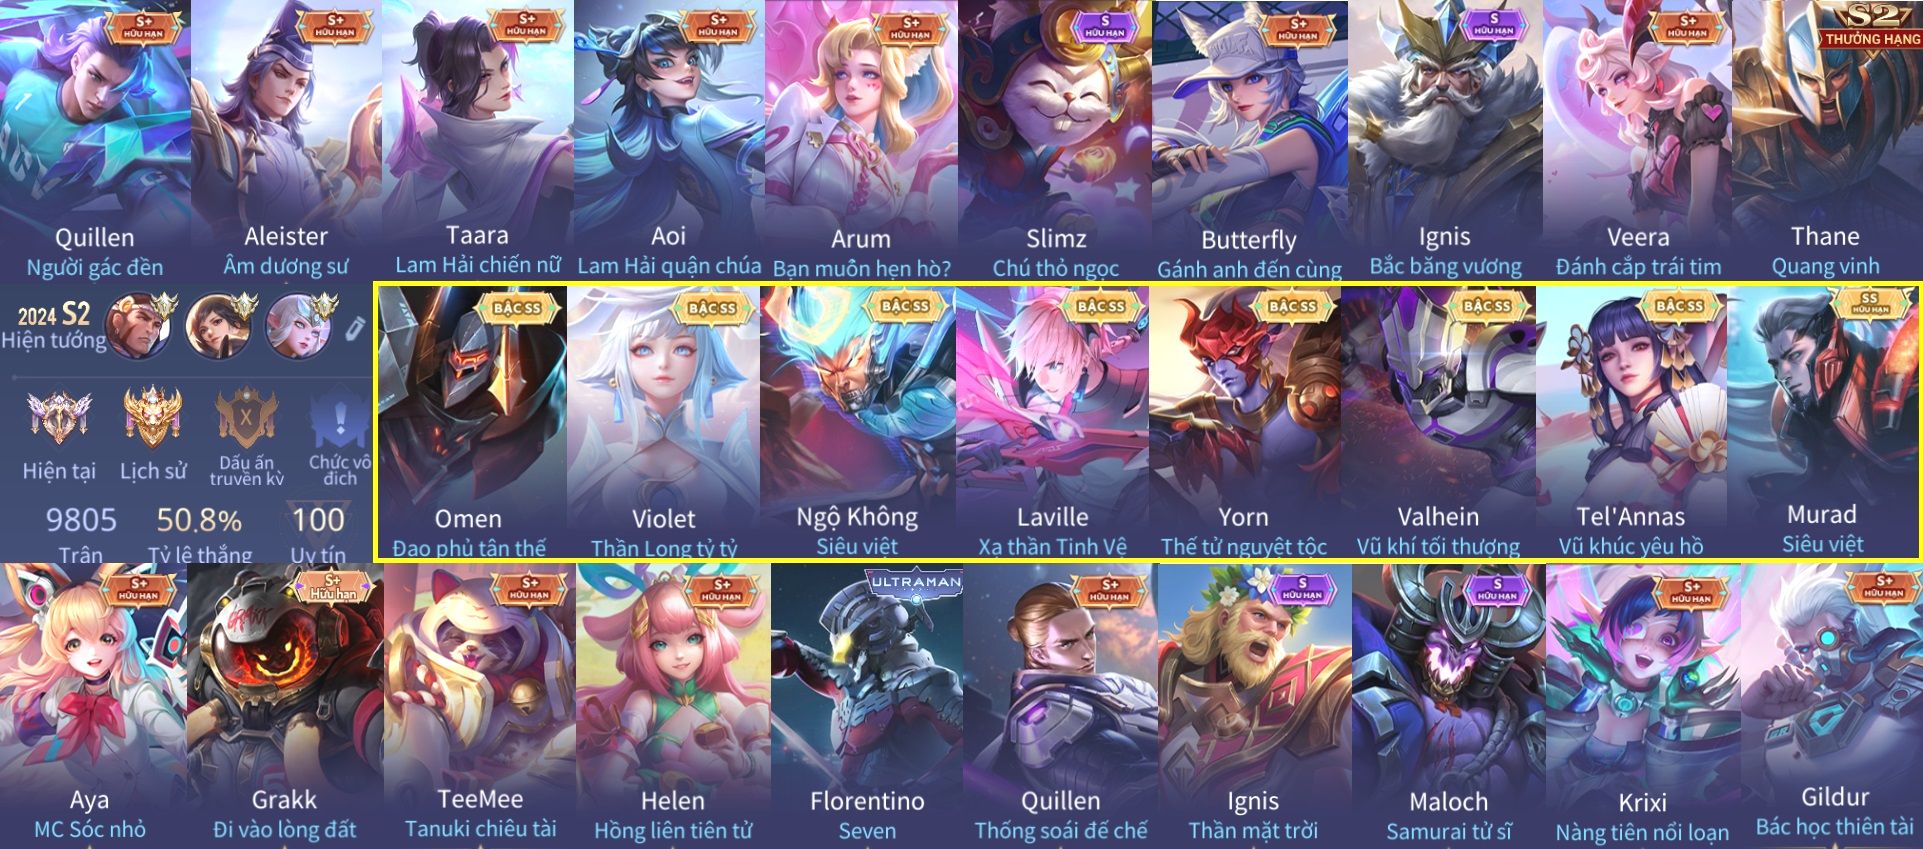 S+
HỮU HẠN
Quillen
Người gác đền
S+
HỮU HẠN
Aleister
Âm dương sư
S+
HỮU HẠN
Taara
Lam Hải chiến nữ
S+
HỮU HẠN
Aoi
Lam Hải quận chúa
S+
HỮU HẠN
Arum
Bạn muốn hẹn hò?
S
HỮU HẠN
Slimz
Chú thỏ ngọc
S+
HỮU HẠN
Butterfly
Gánh anh đến cùng
S
HỮU HẠN
Ignis
Bắc băng vương
S+
HỮU HẠN
Veera
Đánh cắp trái tim
S2
THƯỞNG HẠNG
Thane
Quang vinh
2024 S2
Hiện tướng
Hiện tại
Lịch sử
X
Dấu ấn
truyền kỳ
Chức vô
địch
9805
Trận
50.8%
Tỷ lệ thắng
100
Uy tín
BẬC SS
Omen
Đao phủ tận thế
BẬC SS
Violet
Thần Long tỷ tỷ
BẬC SS
Ngộ Không
Siêu việt
BẬC SS
Laville
Xạ thần Tinh Vệ
BẬC SS
Yorn
Thế tử nguyệt tộc
BẬC SS
Valhein
Vũ khí tối thượng
BẬC SS
Tel'Annas
Vũ khúc yêu hồ
SS
HỮU HẠN
Murad
Siêu việt
S+
HỮU HẠN
Aya
MC Sóc nhỏ
S+
Hữu hạn
Grakk
Đi vào lòng đất
S+
HỮU HẠN
TeeMee
Tanuki chiêu tài
S+
HỮU HẠN
Helen
Hồng liên tiên tử
ULTRAMAN
Florentino
Seven
S+
HỮU HẠN
Quillen
Thống soái đế chế
S
HỮU HẠN
Ignis
Thần mặt trời
S
HỮU HẠN
Maloch
Samurai tử sĩ
S+
HỮU HẠN
Krixi
Nàng tiên nổi loạn
S+
HỮU HẠN
Gildur
Bác học thiên tài